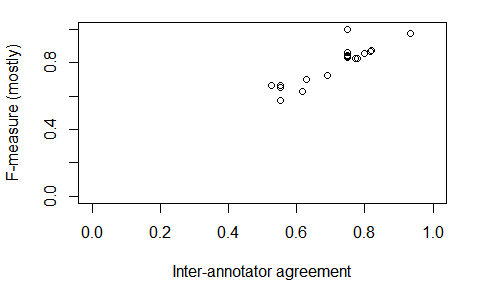 F-measure (mostly)
0.8
0.4
0.0
0.0 0.2 0.4 0.6 0.8 1.0
Inter-annotator agreement